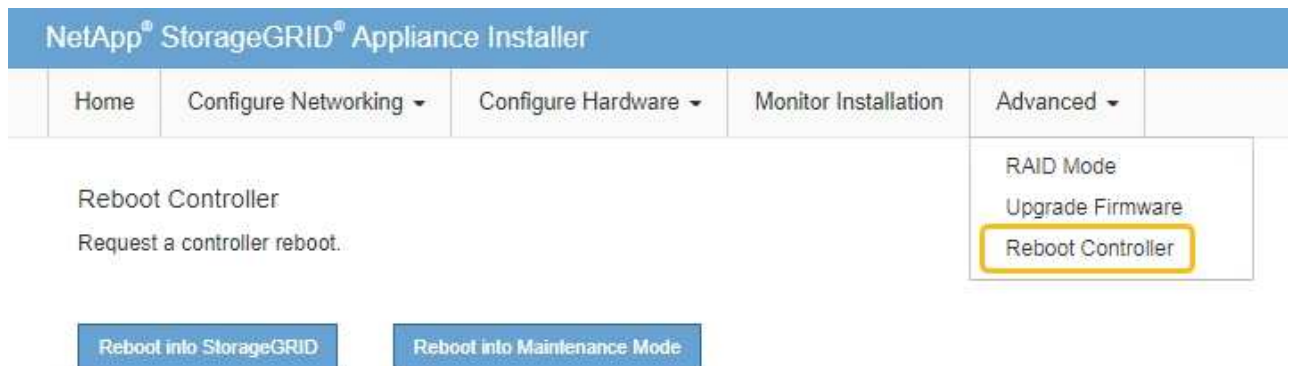 NetApp® StorageGRID® Appliance Installer
Home Configure Networking Configure Hardware Monitor Installation Advanced
RAID Mode
Upgrade Firmware
Reboot Controller
Reboot Controller
Request a controller reboot.
Reboot into StorageGRID Reboot into Maintenance Mode